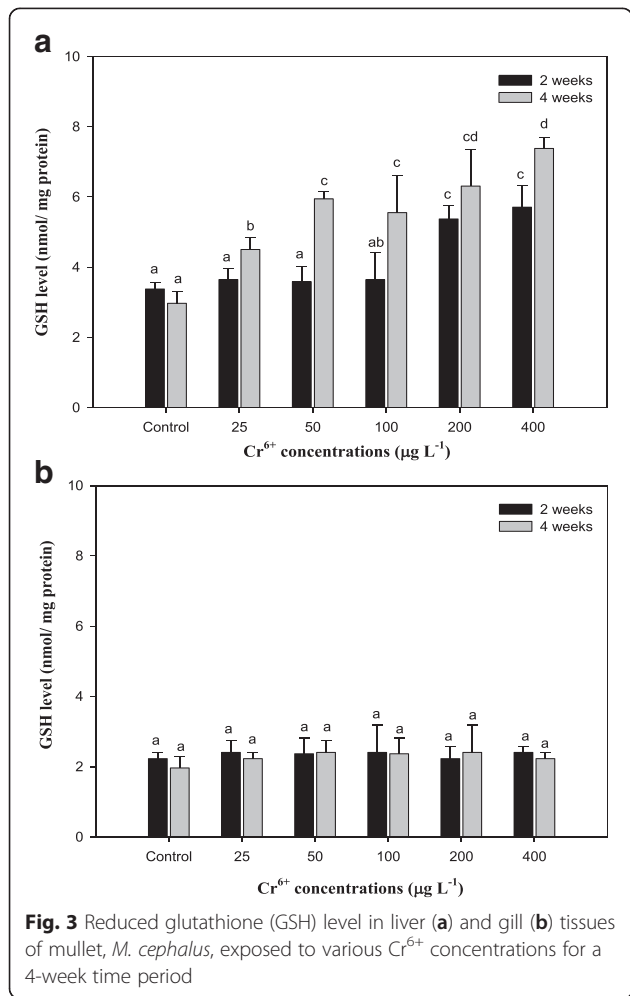 a
10
8
6
4
2
0
GSH level (nmol/ mg protein)
2 weeks
4 weeks
a a a b a c ab c c cd c d
Control 25 50 100 200 400
Cr⁶⁺ concentrations (µg L⁻¹)
b
10
8
6
4
2
0
GSH level (nmol/ mg protein)
2 weeks
4 weeks
a a a a a a a a a a a a
Control 25 50 100 200 400
Cr⁶⁺ concentrations (µg L⁻¹)
Fig. 3 Reduced glutathione (GSH) level in liver (a) and gill (b) tissues
of mullet, M. cephalus, exposed to various Cr⁶⁺ concentrations for a
4-week time period